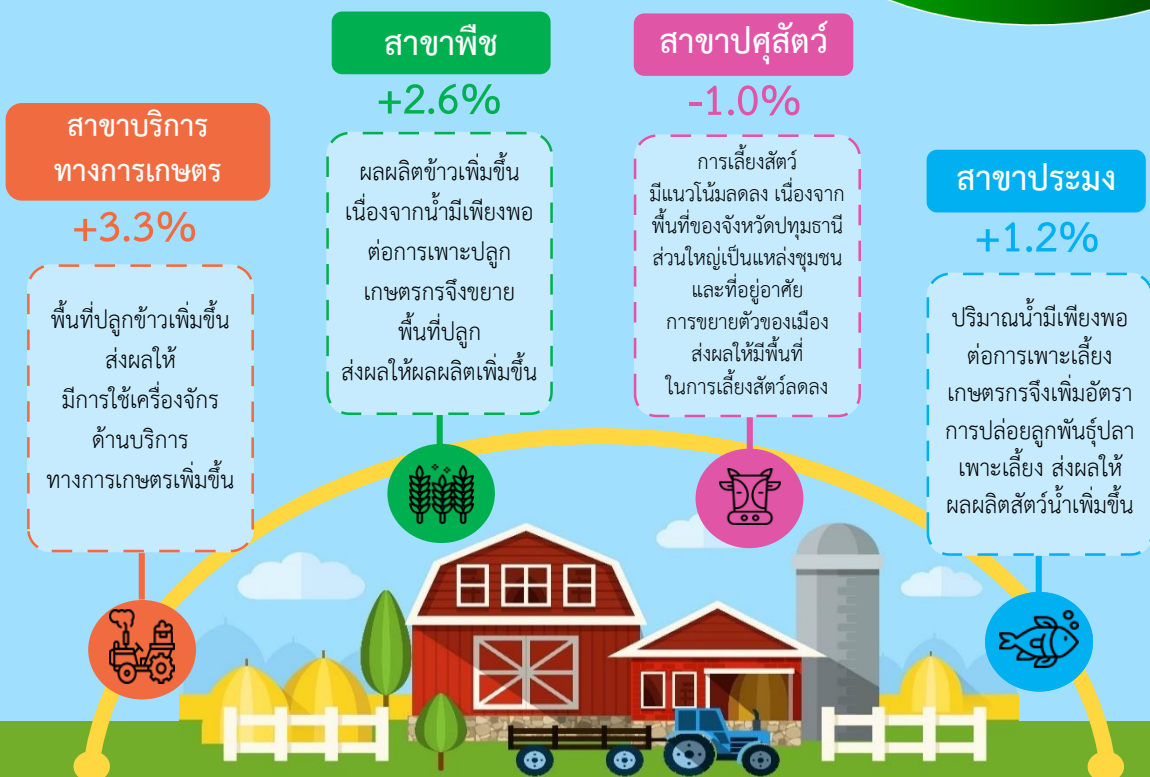 สาขาบริการ
ทางการเกษตร
+3.3%
พื้นที่ปลูกข้าวเพิ่มขึ้น
ส่งผลให้
มีการใช้เครื่องจักร
ด้านบริการ
ทางการเกษตรเพิ่มขึ้น
สาขาพืช
+2.6%
ผลผลิตข้าวเพิ่มขึ้น
เนื่องจากน้ำมีเพียงพอ
ต่อการเพาะปลูก
เกษตรกรจึงขยาย
พื้นที่ปลูก
ส่งผลให้ผลผลิตเพิ่มขึ้น
สาขาปศุสัตว์
-1.0%
การเลี้ยงสัตว์
มีแนวโน้มลดลง เนื่องจาก
พื้นที่ของจังหวัดปทุมธานี
ส่วนใหญ่เป็นแหล่งชุมชน
และที่อยู่อาศัย
การขยายตัวของเมือง
ส่งผลให้มีพื้นที่
ในการเลี้ยงสัตว์ลดลง
สาขาประมง
+1.2%
ปริมาณน้ำมีเพียงพอ
ต่อการเพาะเลี้ยง
เกษตรกรจึงเพิ่มอัตรา
การปล่อยลูกพันธุ์ปลา
เพาะเลี้ยง ส่งผลให้
ผลผลิตสัตว์น้ำเพิ่มขึ้น